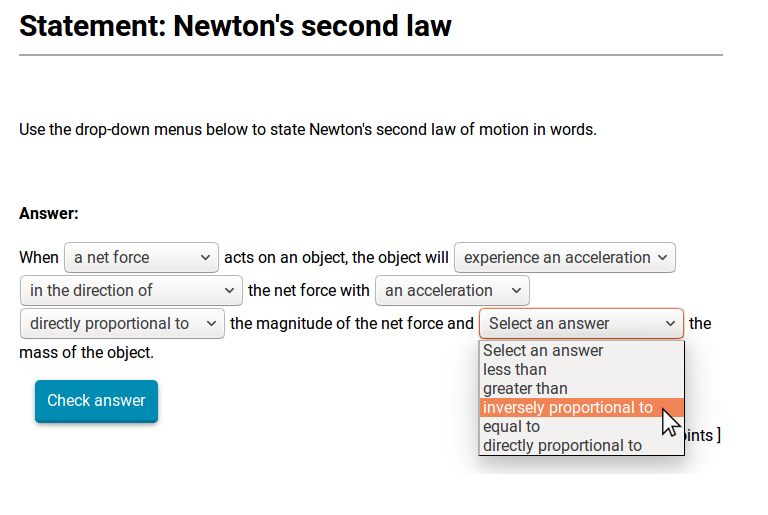 Statement: Newton's second law
Use the drop-down menus below to state Newton's second law of motion in words.
Answer:
When a net force acts on an object, the object will experience an acceleration
in the direction of the net force with an acceleration
directly proportional to the magnitude of the net force and Select an answer the
mass of the object.
Select an answer
less than
greater than
inversely proportional to
equal to
directly proportional to
Check answer
ints ]